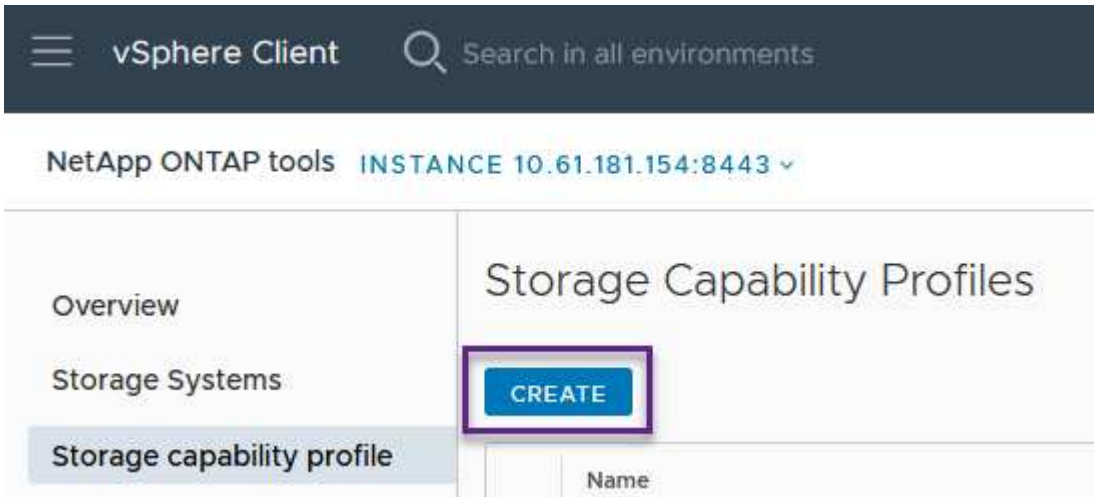 vSphere Client Search in all environments
NetApp ONTAP tools INSTANCE 10.61.181.154:8443
Overview
Storage Systems
Storage capability profile
Storage Capability Profiles
CREATE
Name